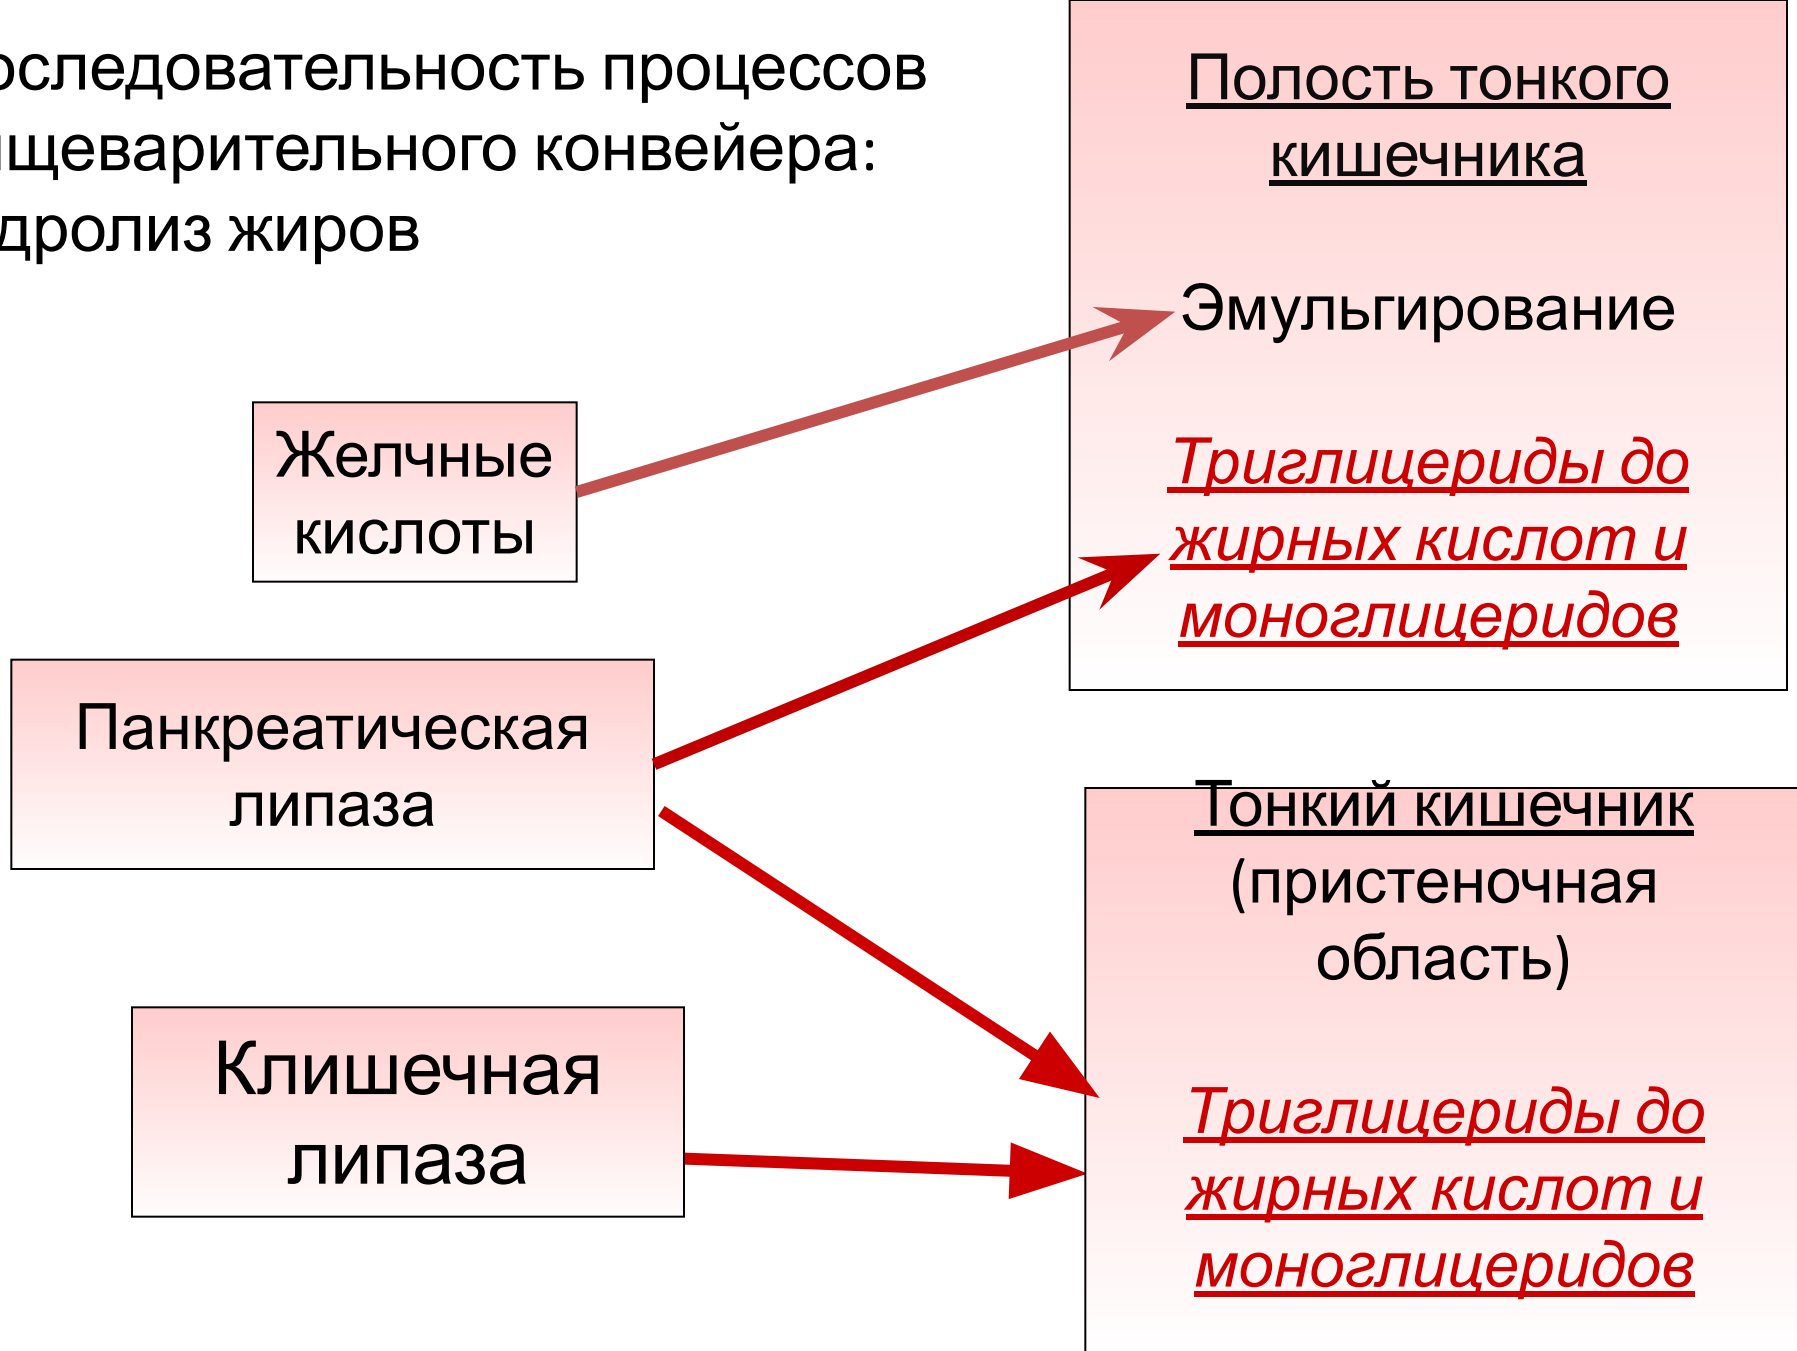 оследовательность процессов
ищеварительного конвейера:
дролиз жиров
Полость тонкого
кишечника
Эмульгирование
Триглицериды до
жирных кислот и
моноглицеридов
Желчные
кислоты
Панкреатическая
липаза
Клишечная
липаза
Тонкий кишечник
(пристеночная
область)
Триглицериды до
жирных кислот и
моноглицеридов